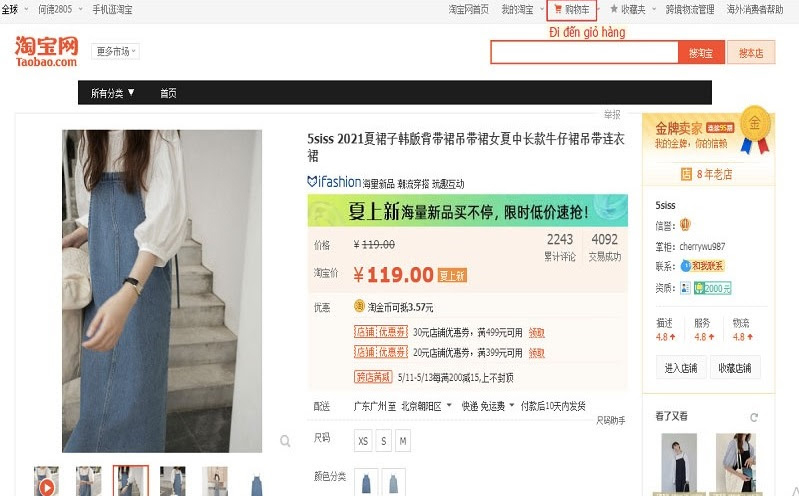 全球 何德2805 手机逛淘宝
淘宝网首页 我的淘宝 购物车 收藏夹 跨境物流管理 海外消费者帮助
Đi đến giỏ hàng
淘宝网
Taobao.com
更多市场
搜淘宝
搜本店
所有分类 首页
举报
5siss 2021夏裙子韩版背带裙吊带裙女夏中长款牛仔裙吊带连衣
裙
ifashion 海量新品 潮流穿搭 玩趣互动
夏上新 海量新品买不停，限时低价速抢！
价格 ¥ 119.00
2243 4092
累计评论 交易成功
淘宝价 ¥119.00 夏上新
优惠 淘金币可抵3.57元
店铺优惠券 30元店铺优惠券，满499元可用 领取
店铺优惠券 20元店铺优惠券，满399元可用 领取
跨店满减 5/11-5/13每满200减15,上不封顶
配送 广东广州 至 北京朝阳区 快递 免运费 付款后10天内发货
尺码助手
尺码 XS S M
颜色分类
金牌卖家 连续95期
金
我的金牌，你的信赖
店 8年老店
5siss
信誉：
掌柜：cherrywu987
联系： 和我联系
资质： 2000元
描述 服务 物流
4.8 4.8 4.8
进入店铺 收藏店铺
看了又看